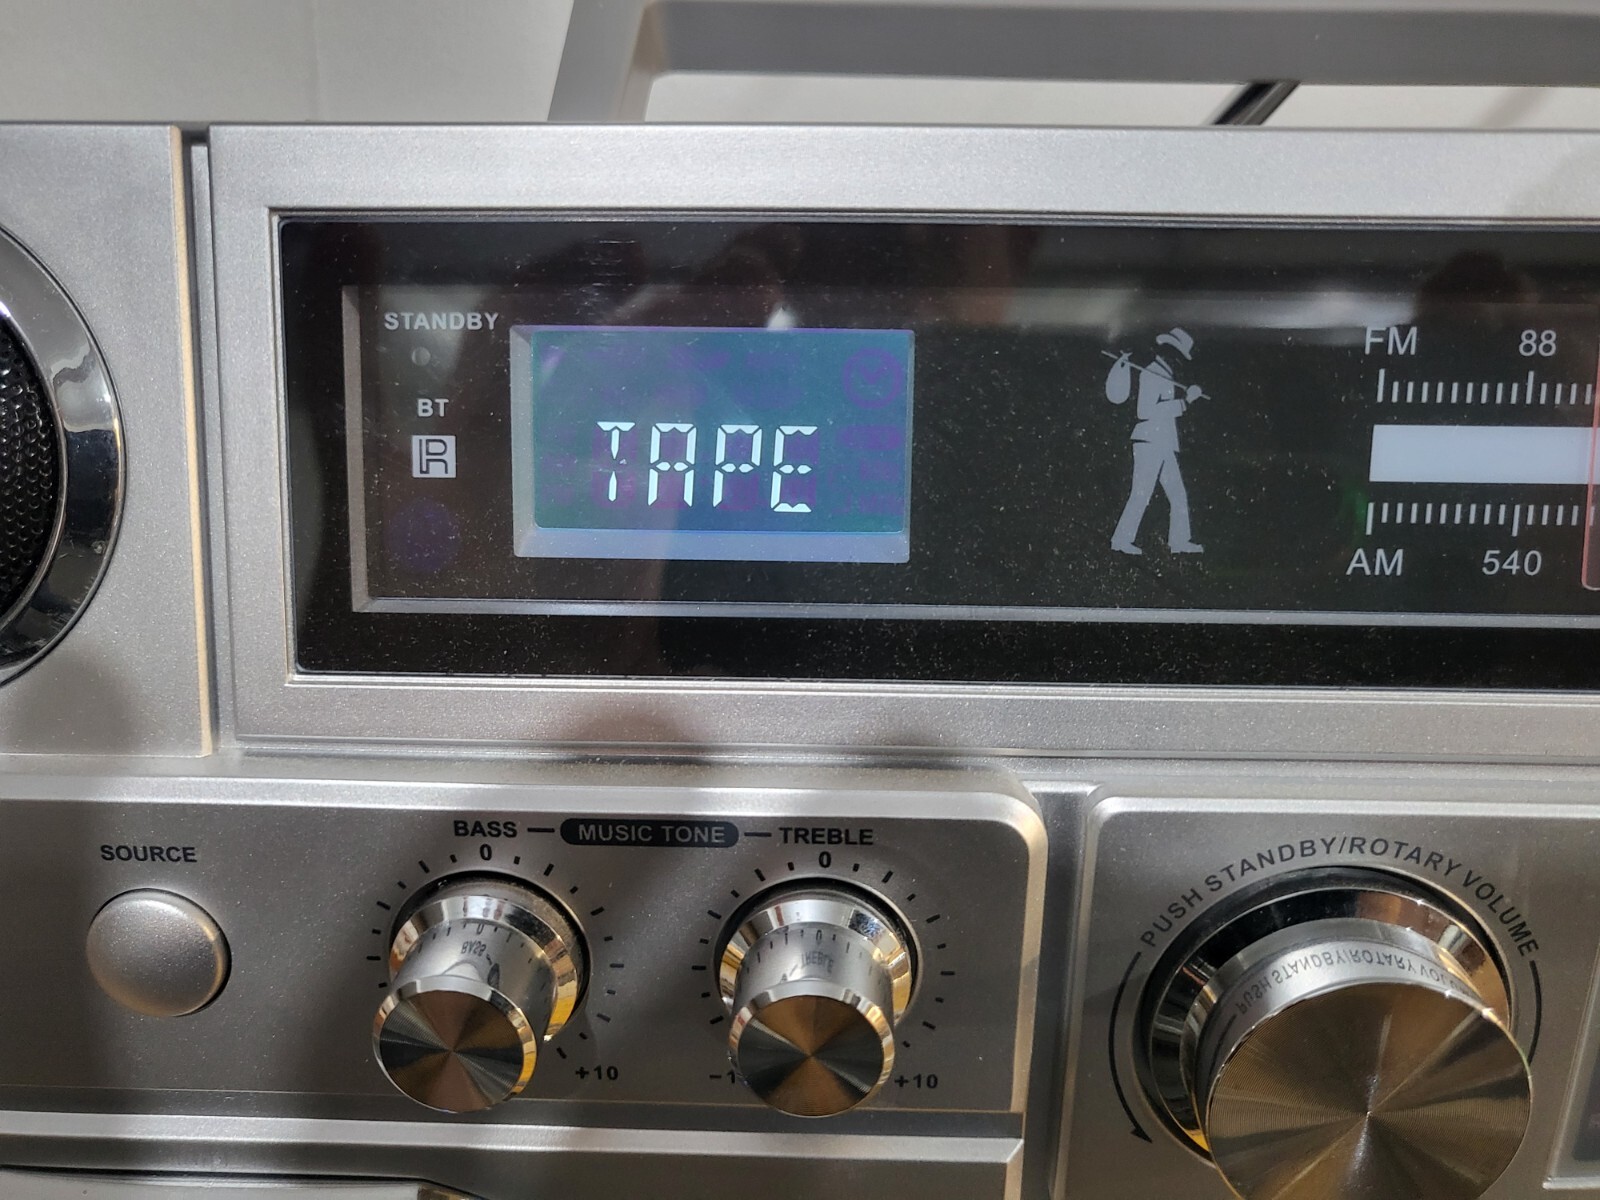 STANDBY
BT
R
TAPE
FM 88
AM 540
SOURCE
BASS — MUSIC TONE — TREBLE
0 0
+10 +10
PUSH STANDBY/ROTARY VOLUME